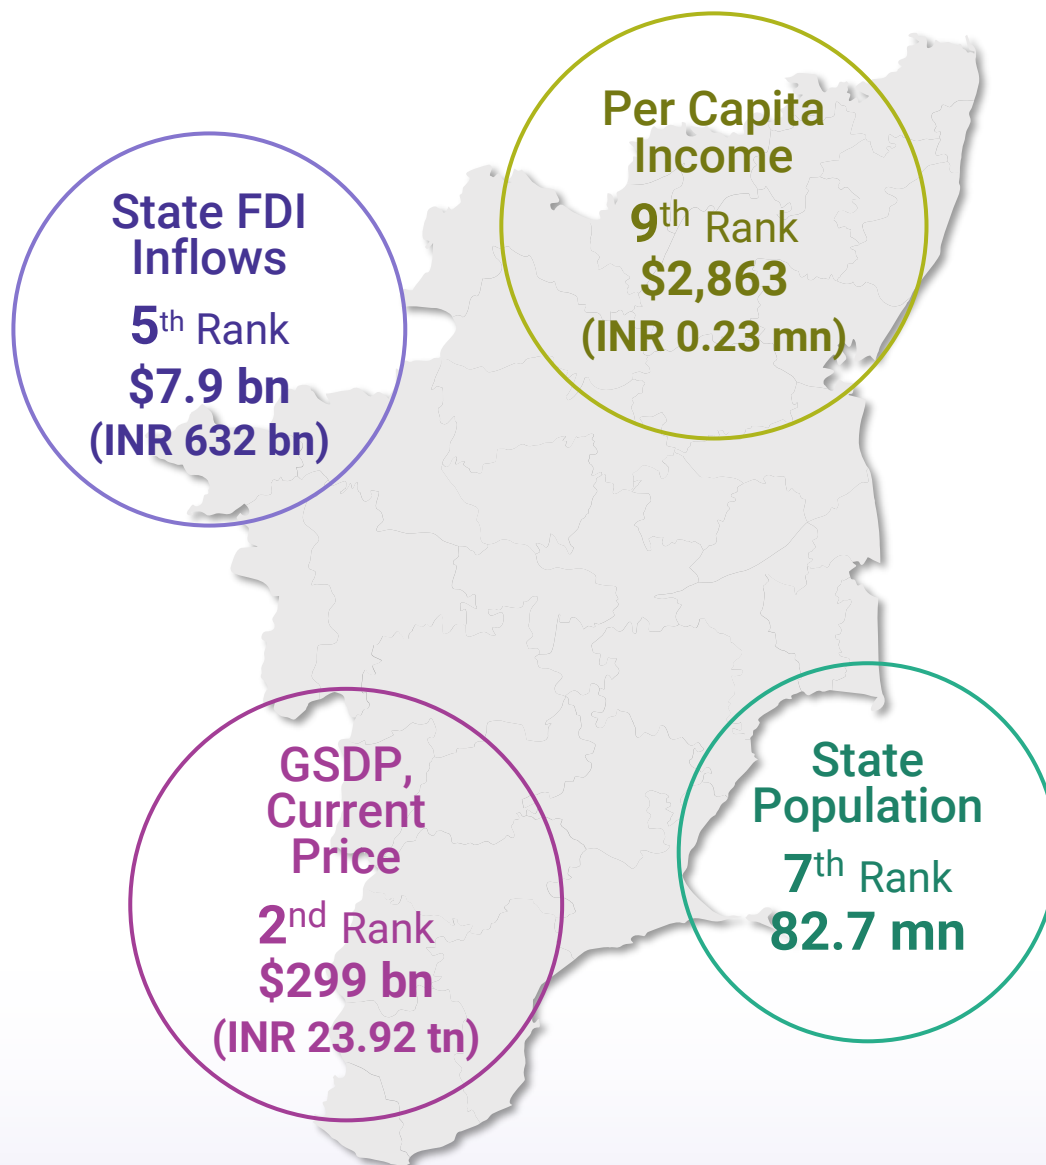 Per Capita
Income
9th Rank
$2,863
(INR 0.23 mn)
State FDI
Inflows
5th Rank
$7.9 bn
(INR 632 bn)
GSDP,
Current
Price
2nd Rank
$299 bn
(INR 23.92 tn)
State
Population
7th Rank
82.7 mn